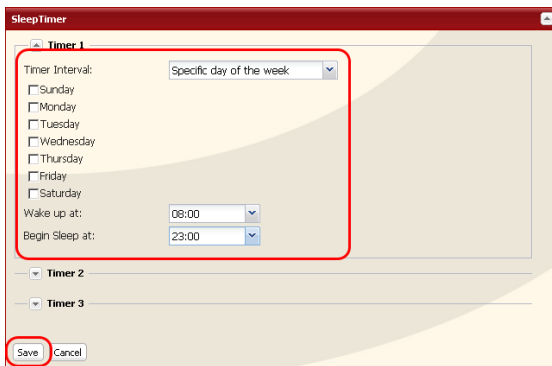 SleepTimer
Timer 1
Timer Interval: Specific day of the week
Sunday
Monday
Tuesday
Wednesday
Thursday
Friday
Saturday
Wake up at: 08:00
Begin Sleep at: 23:00
Timer 2
Timer 3
Save Cancel